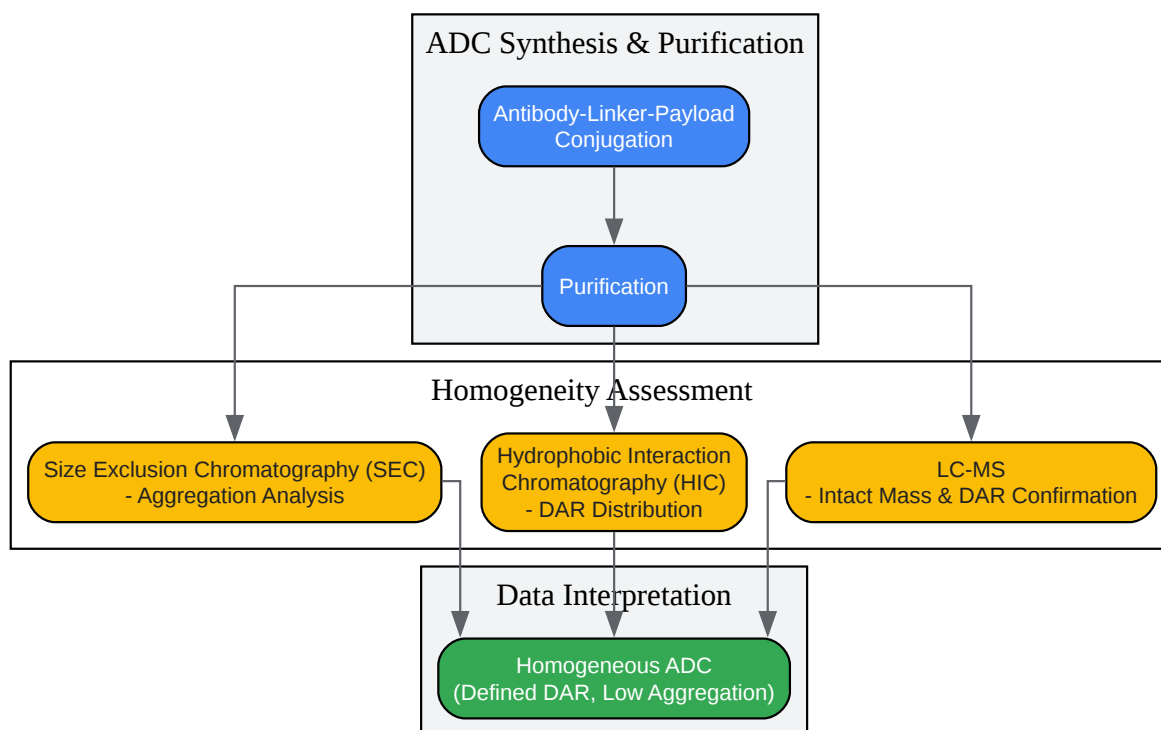 ADC Synthesis & Purification
Antibody-Linker-Payload
Conjugation
Purification
Homogeneity Assessment
Size Exclusion Chromatography (SEC)
- Aggregation Analysis
Hydrophobic Interaction
Chromatography (HIC)
- DAR Distribution
LC-MS
- Intact Mass & DAR Confirmation
Data Interpretation
Homogeneous ADC
(Defined DAR, Low Aggregation)